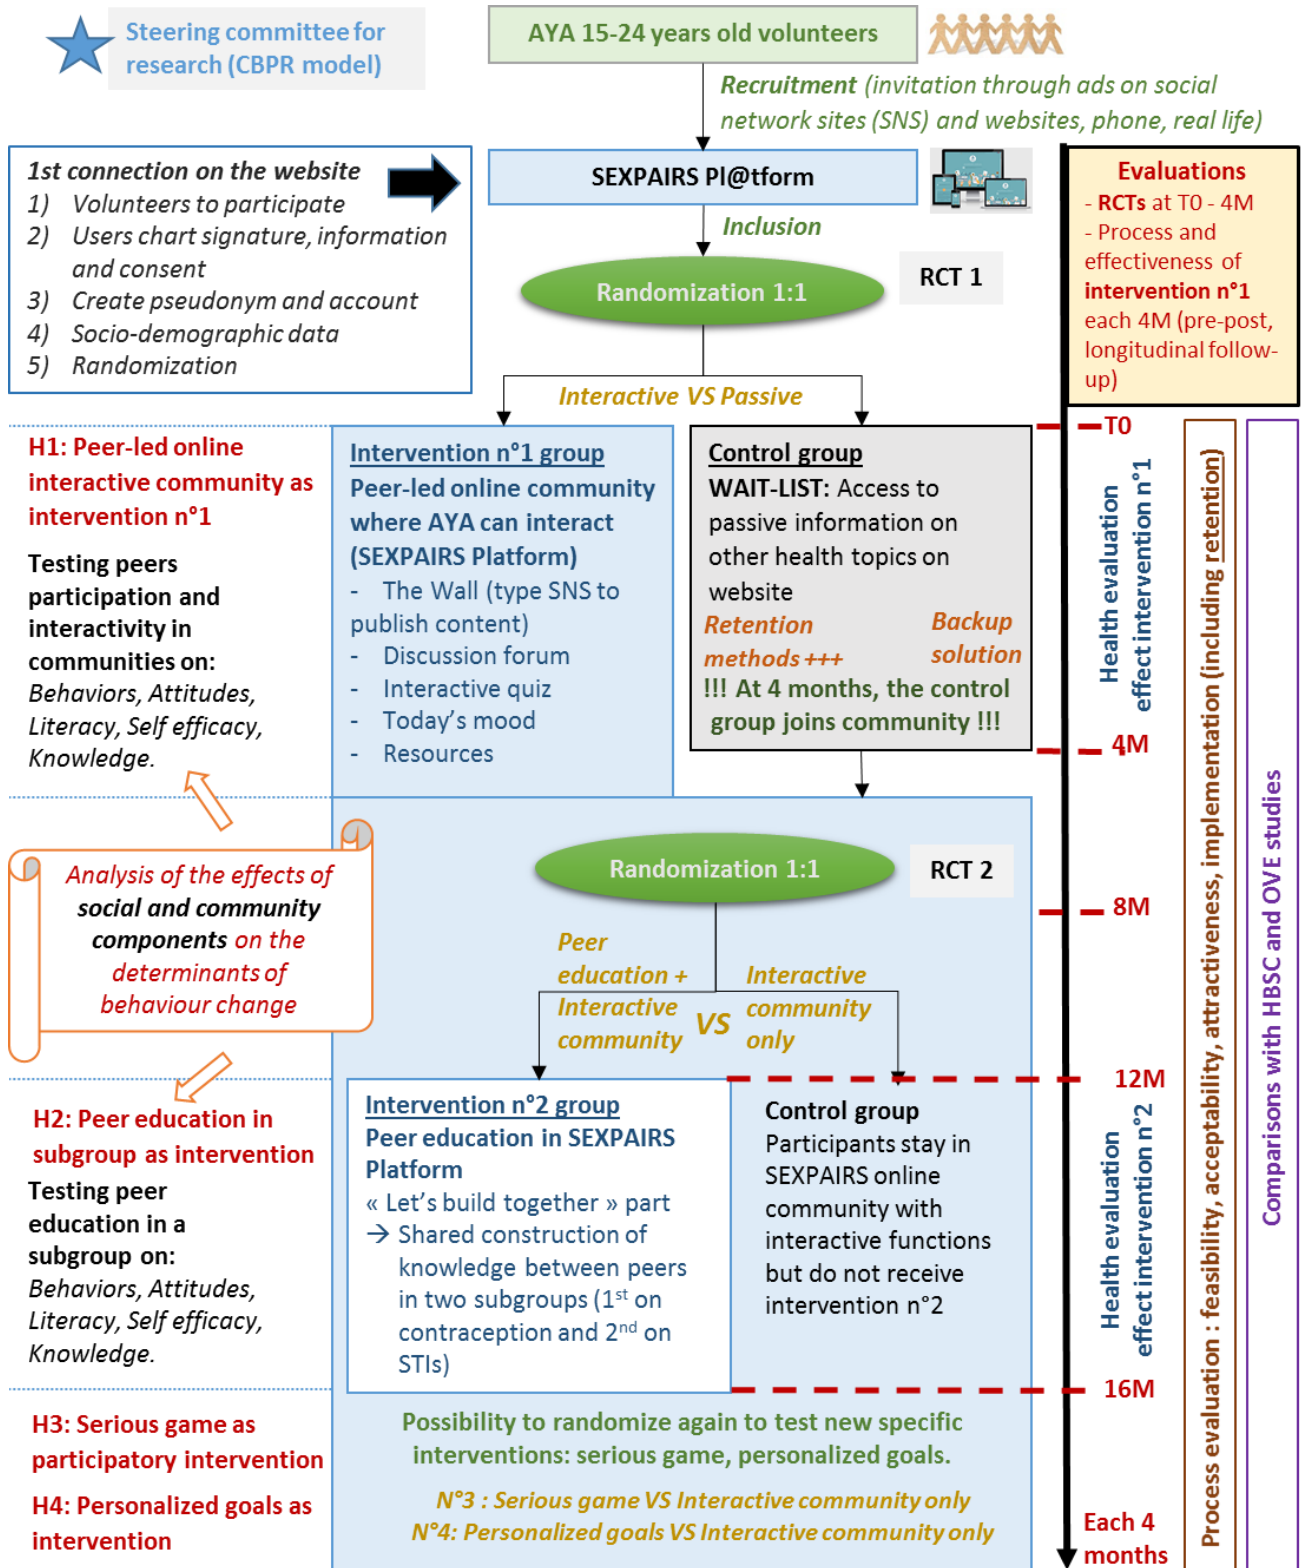 Steering committee for
research (CBPR model)
AYA 15-24 years old volunteers
Recruitment (invitation through ads on social
network sites (SNS) and websites, phone, real life)
1st connection on the website
1) Volunteers to participate
2) Users chart signature, information
and consent
3) Create pseudonym and account
4) Socio-demographic data
5) Randomization
SEXPAIRS Pl@tform
Inclusion
Randomization 1:1
RCT 1
Evaluations
- RCTs at T0 - 4M
- Process and
effectiveness of
intervention n°1
each 4M (pre-post,
longitudinal follow-
up)
Interactive VS Passive
H1: Peer-led online
interactive community as
intervention n°1
Testing peers
participation and
interactivity in
communities on:
Behaviors, Attitudes,
Literacy, Self efficacy,
Knowledge.
Intervention n°1 group
Peer-led online community
where AYA can interact
(SEXPAIRS Platform)
- The Wall (type SNS to
publish content)
- Discussion forum
- Interactive quiz
- Today's mood
- Resources
Control group
WAIT-LIST: Access to
passive information on
other health topics on
website
Retention
methods +++
Backup
solution
!!! At 4 months, the control
group joins community !!!
T0
Health evaluation
effect intervention n°1
4M
Process evaluation : feasibility, acceptability, attractiveness, implementation (including retention)
Comparisons with HBSC and OVE studies
Analysis of the effects of
social and community
components on the
determinants of
behaviour change
Randomization 1:1
RCT 2
8M
Peer
education +
Interactive
community
VS
Interactive
community
only
12M
H2: Peer education in
subgroup as intervention
Testing peer
education in a
subgroup on:
Behaviors, Attitudes,
Literacy, Self efficacy,
Knowledge.
Intervention n°2 group
Peer education in SEXPAIRS
Platform
« Let's build together » part
→ Shared construction of
knowledge between peers
in two subgroups (1st on
contraception and 2nd on
STIs)
Control group
Participants stay in
SEXPAIRS online
community with
interactive functions
but do not receive
intervention n°2
Health evaluation
effect intervention n°2
16M
H3: Serious game as
participatory intervention
H4: Personalized goals as
intervention
Possibility to randomize again to test new specific
interventions: serious game, personalized goals.
N°3 : Serious game VS Interactive community only
N°4: Personalized goals VS Interactive community only
Each 4
months